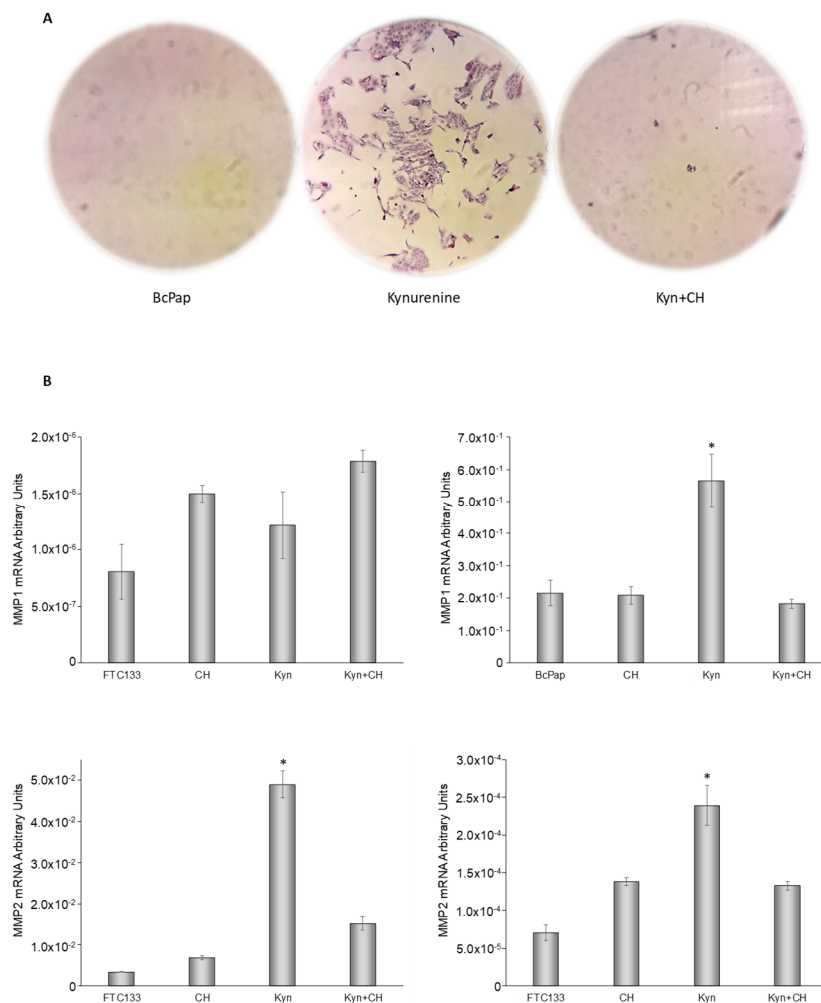 A
BcPap
Kynurenine
Kyn+CH
B
MMP1 mRNA Arbitrary Units
2.0x10⁻⁶
1.5x10⁻⁶
1.0x10⁻⁶
5.0x10⁻⁷
0
FTC133 CH Kyn Kyn+CH
MMP1 mRNA Arbitrary Units
7.0x10⁻¹
6.0x10⁻¹
5.0x10⁻¹
4.0x10⁻¹
3.0x10⁻¹
2.0x10⁻¹
1.0x10⁻¹
0
*
BcPap CH Kyn Kyn+CH
MMP2 mRNA Arbitrary Units
5.0x10⁻²
4.0x10⁻²
3.0x10⁻²
2.0x10⁻²
1.0x10⁻²
0
*
FTC133 CH Kyn Kyn+CH
MMP2 mRNA Arbitrary Units
3.0x10⁻⁴
2.5x10⁻⁴
1.5x10⁻⁴
1.5x10⁻⁴
1.0x10⁻⁴
5.0x10⁻⁵
0
*
FTC133 CH Kyn Kyn+CH